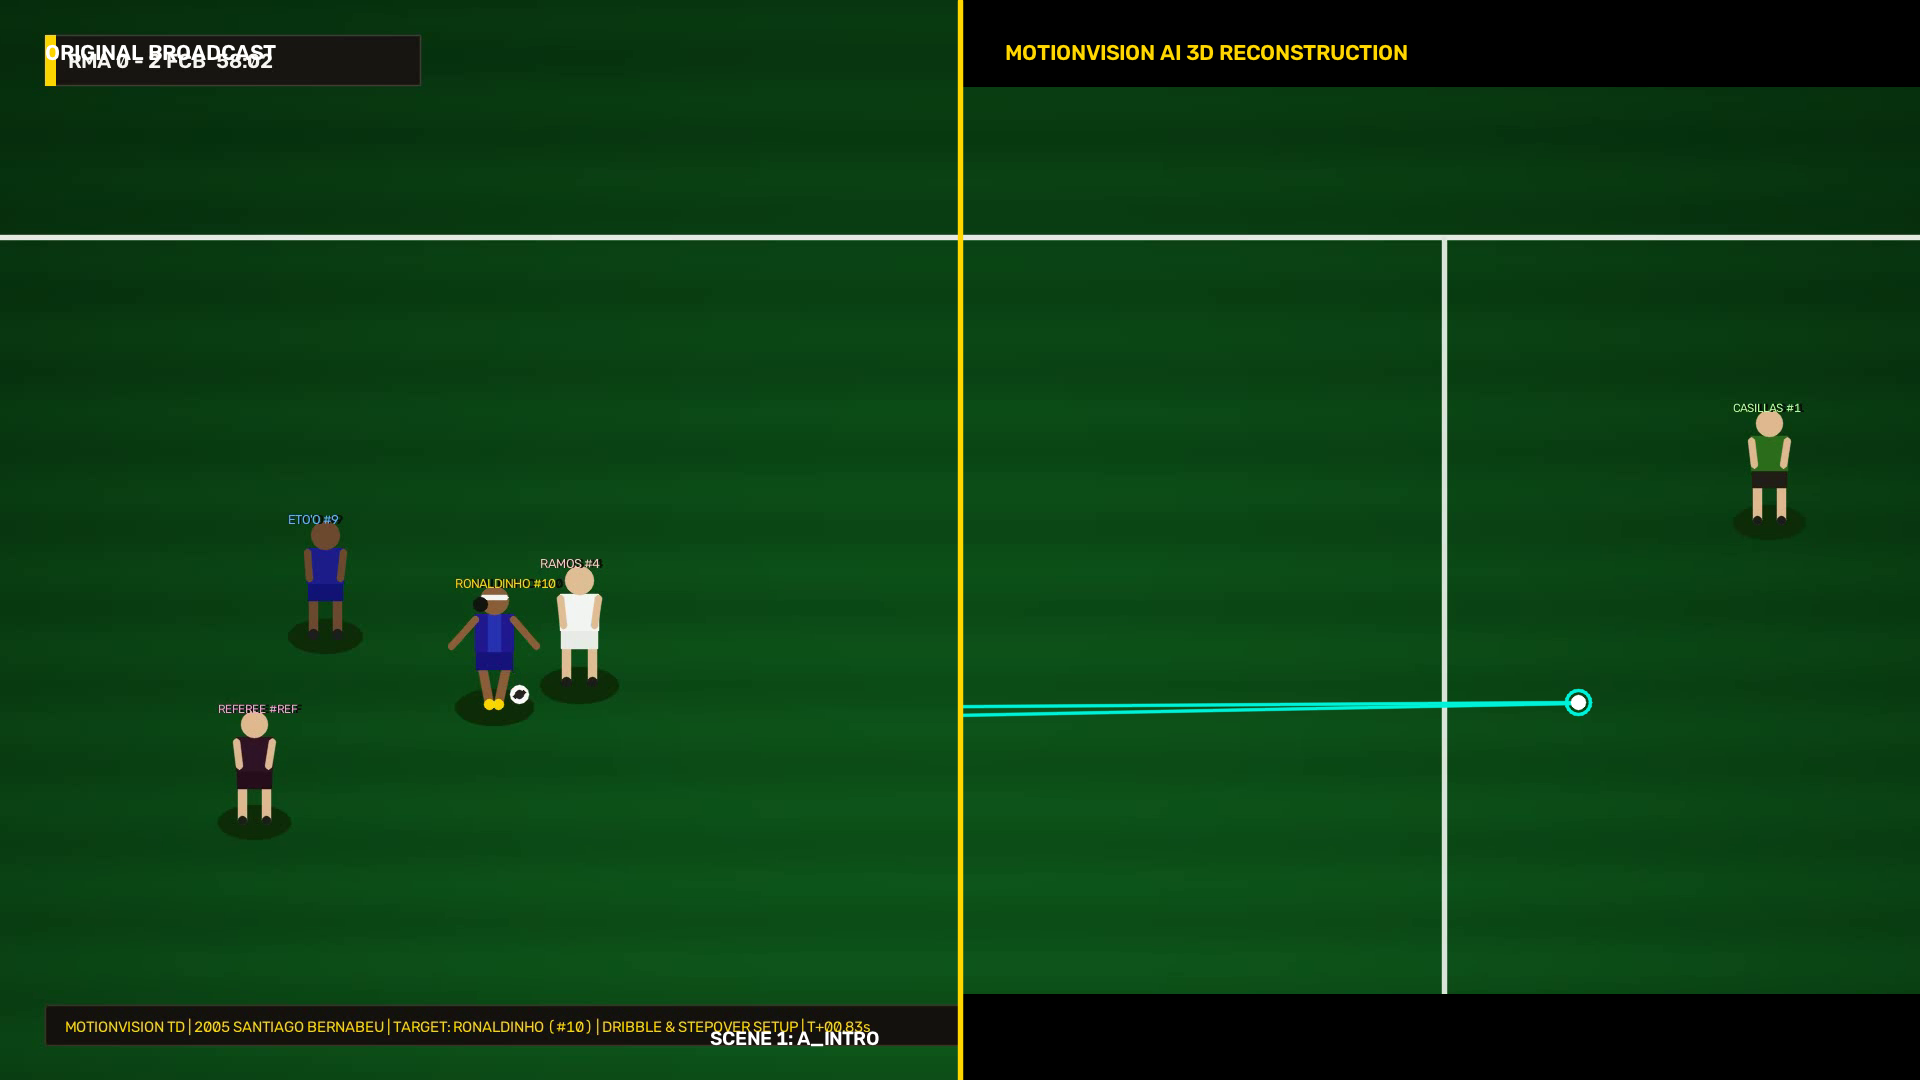 ORIGINAL BROADCAST
RMA 0 - 2 FCB 58:02
MOTIONVISION AI 3D RECONSTRUCTION
CASILLAS #1
ETO'O #9
RAMOS #4
RONALDINHO #10
REFEREE #REF
MOTIONVISION TD | 2005 SANTIAGO BERNABEU | TARGET: RONALDINHO (#10) | DRIBBLE & STEPOVER SETUP | T+00.83s
SCENE 1: A_INTRO